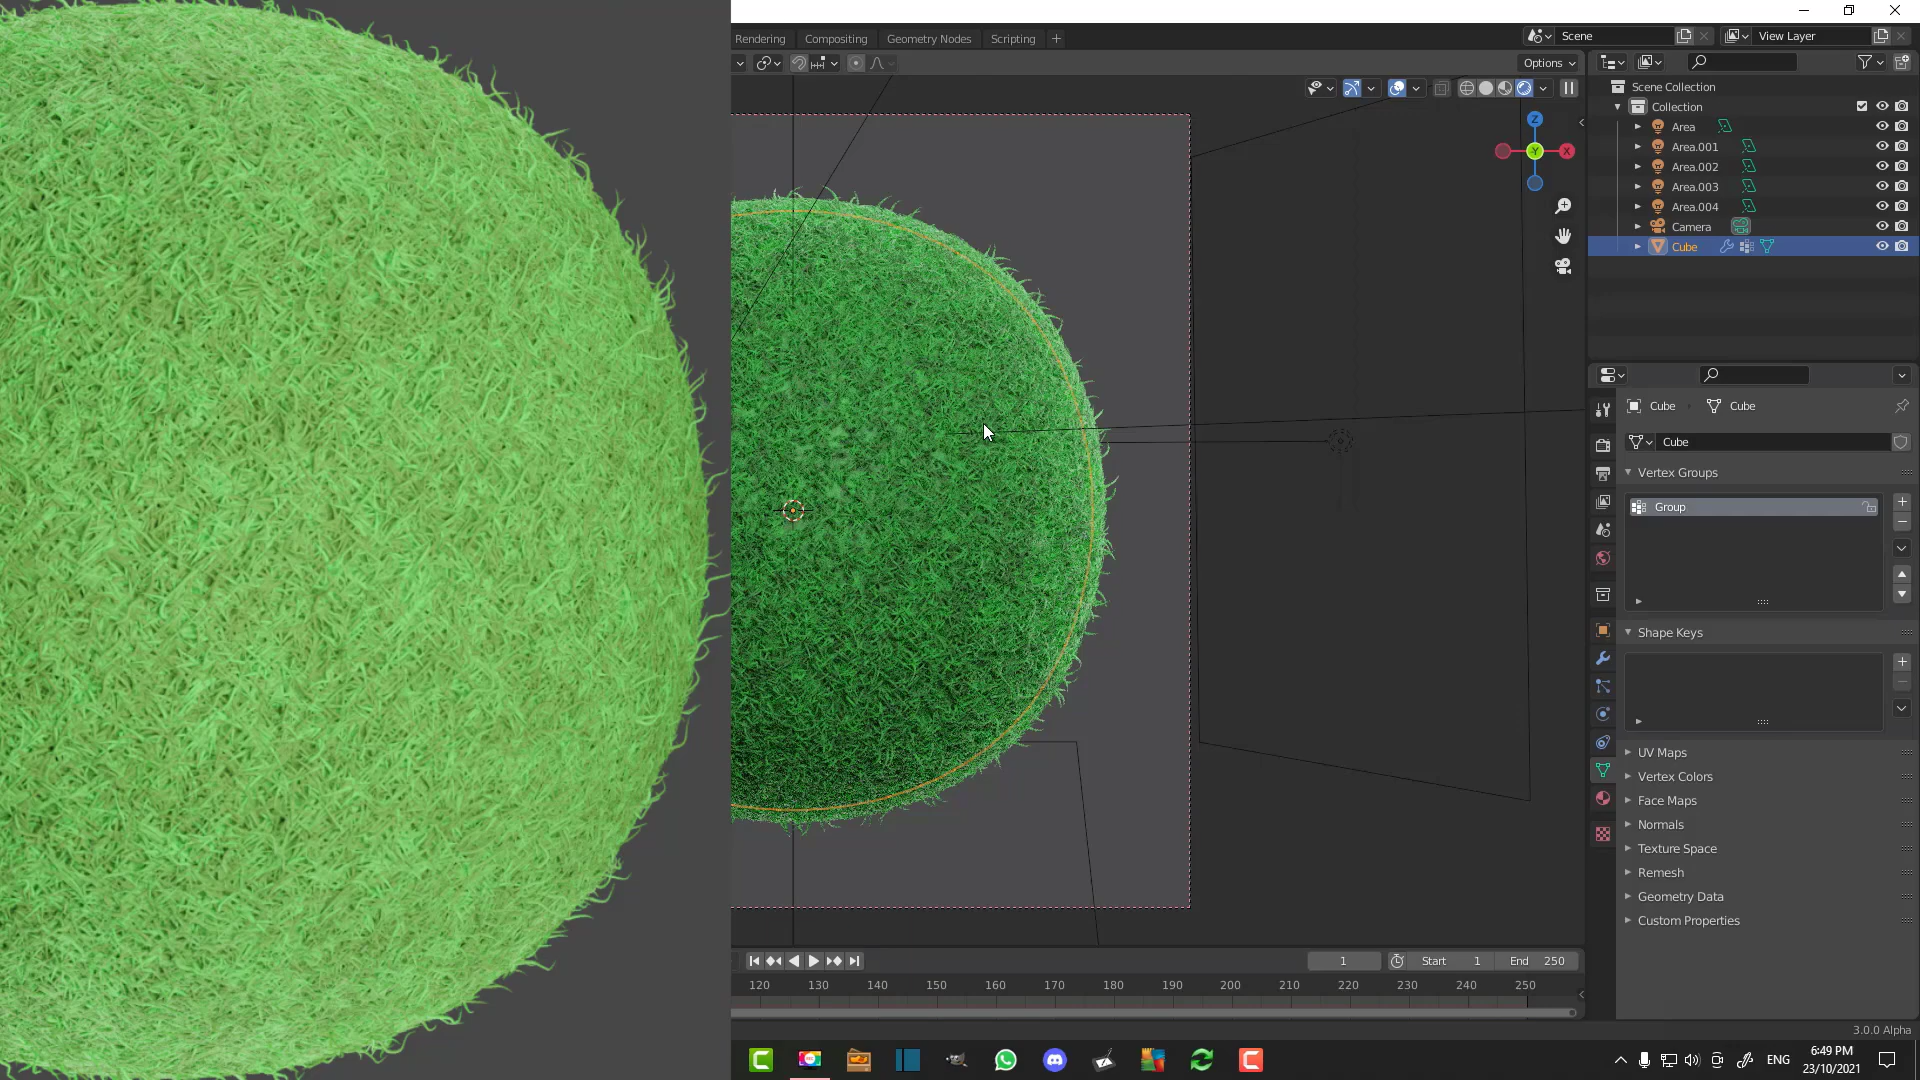 Rendering Compositing Geometry Nodes Scripting +
Scene
View Layer
Options
Z
Y
X
Scene Collection
Collection
Area
Area.001
Area.002
Area.003
Area.004
Camera
Cube
Cube Cube
Cube
Vertex Groups
Group
Shape Keys
UV Maps
Vertex Colors
Face Maps
Normals
Texture Space
Remesh
Geometry Data
Custom Properties
1 Start 1 End 250
120 130 140 150 160 170 180 190 200 210 220 230 240 250
3.0.0 Alpha
ENG
6:49 PM
23/10/2021